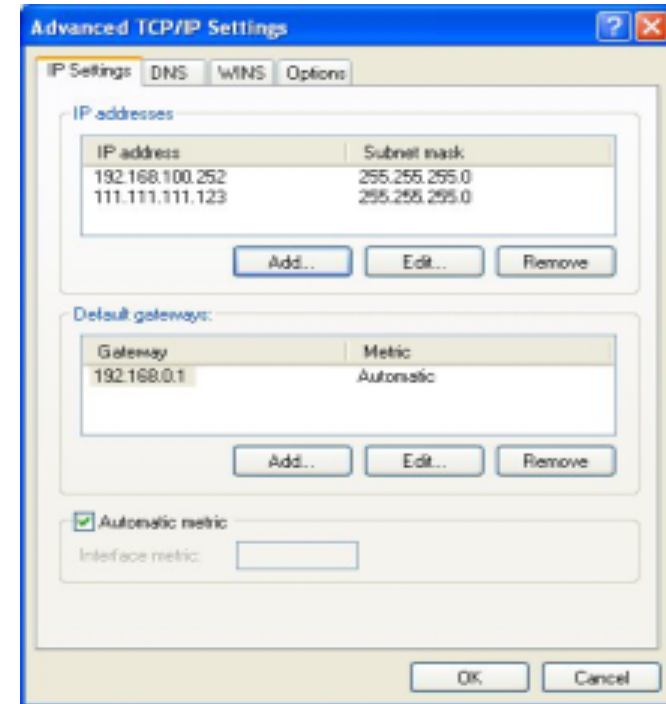 Advanced TCP/IP Settings
IP Settings DNS WINS Options
IP addresses
IP address Subnet mask
192.168.100.252 255.255.255.0
111.111.111.123 255.255.255.0
Add... Edit... Remove
Default gateways:
Gateway Metric
192.168.0.1 Automatic
Add... Edit... Remove
Automatic metric
Interface metric:
OK Cancel